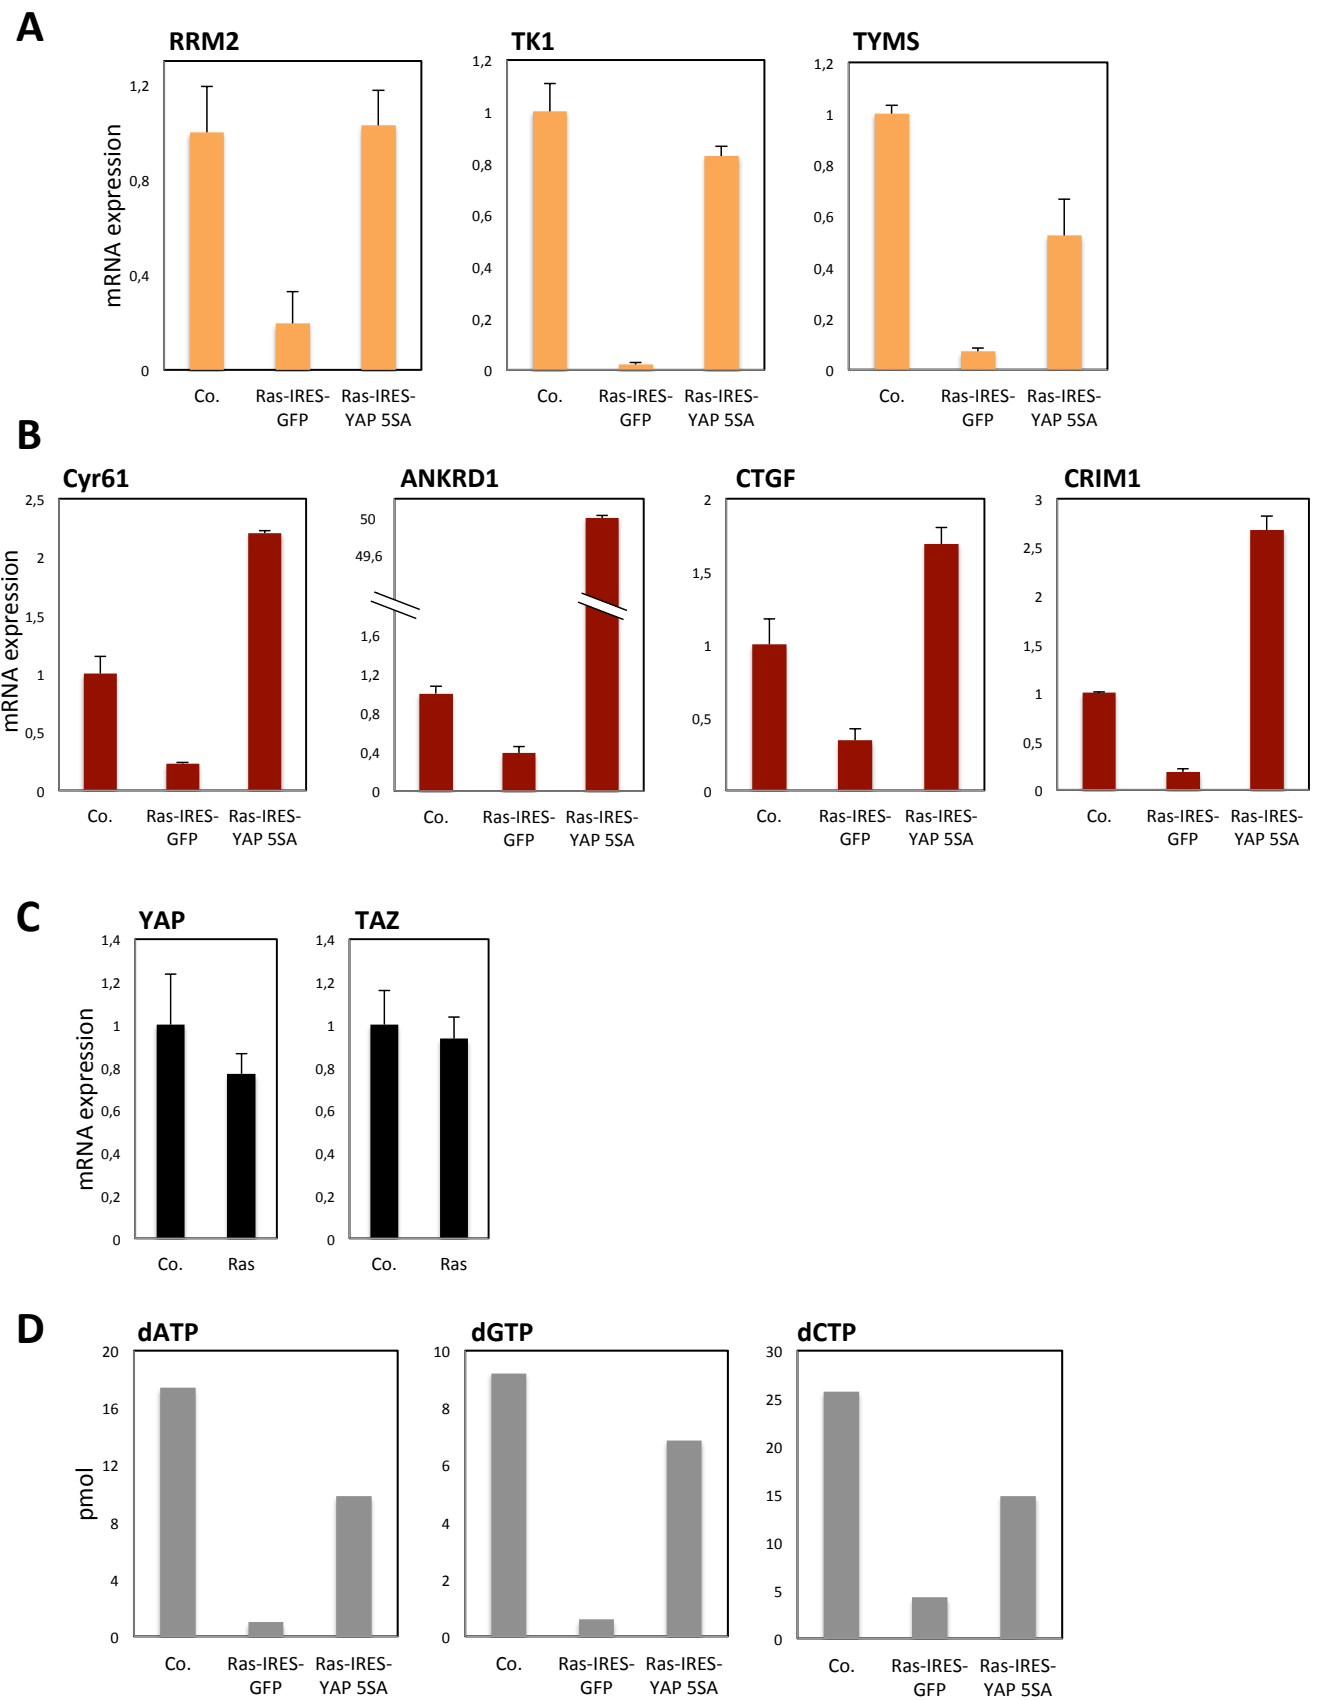 A
RRM2
TK1
TYMS
mRNA expression
1,2
0,8
0,4
0
1,2
1
0,8
0,6
0,4
0,2
0
1,2
1
0,8
0,6
0,4
0,2
0
Co.
Ras-IRES-
GFP
Ras-IRES-
YAP 5SA
Co.
Ras-IRES-
GFP
Ras-IRES-
YAP 5SA
Co.
Ras-IRES-
GFP
Ras-IRES-
YAP 5SA
B
Cyr61
ANKRD1
CTGF
CRIM1
mRNA expression
2,5
2
1,5
1
0,5
0
50
49,6
1,6
1,2
0,8
0,4
0
2
1,5
1
0,5
0
3
2,5
2
1,5
1
0,5
0
Co.
Ras-IRES-
GFP
Ras-IRES-
YAP 5SA
Co.
Ras-IRES-
GFP
Ras-IRES-
YAP 5SA
Co.
Ras-IRES-
GFP
Ras-IRES-
YAP 5SA
Co.
Ras-IRES-
GFP
Ras-IRES-
YAP 5SA
C
YAP
TAZ
mRNA expression
1,4
1,2
1
0,8
0,6
0,4
0,2
0
1,4
1,2
1
0,8
0,6
0,4
0,2
0
Co.
Ras
Co.
Ras
D
dATP
dGTP
dCTP
pmol
20
16
12
8
4
0
10
8
6
4
2
0
30
25
20
15
10
5
0
Co.
Ras-IRES-
GFP
Ras-IRES-
YAP 5SA
Co.
Ras-IRES-
GFP
Ras-IRES-
YAP 5SA
Co.
Ras-IRES-
GFP
Ras-IRES-
YAP 5SA